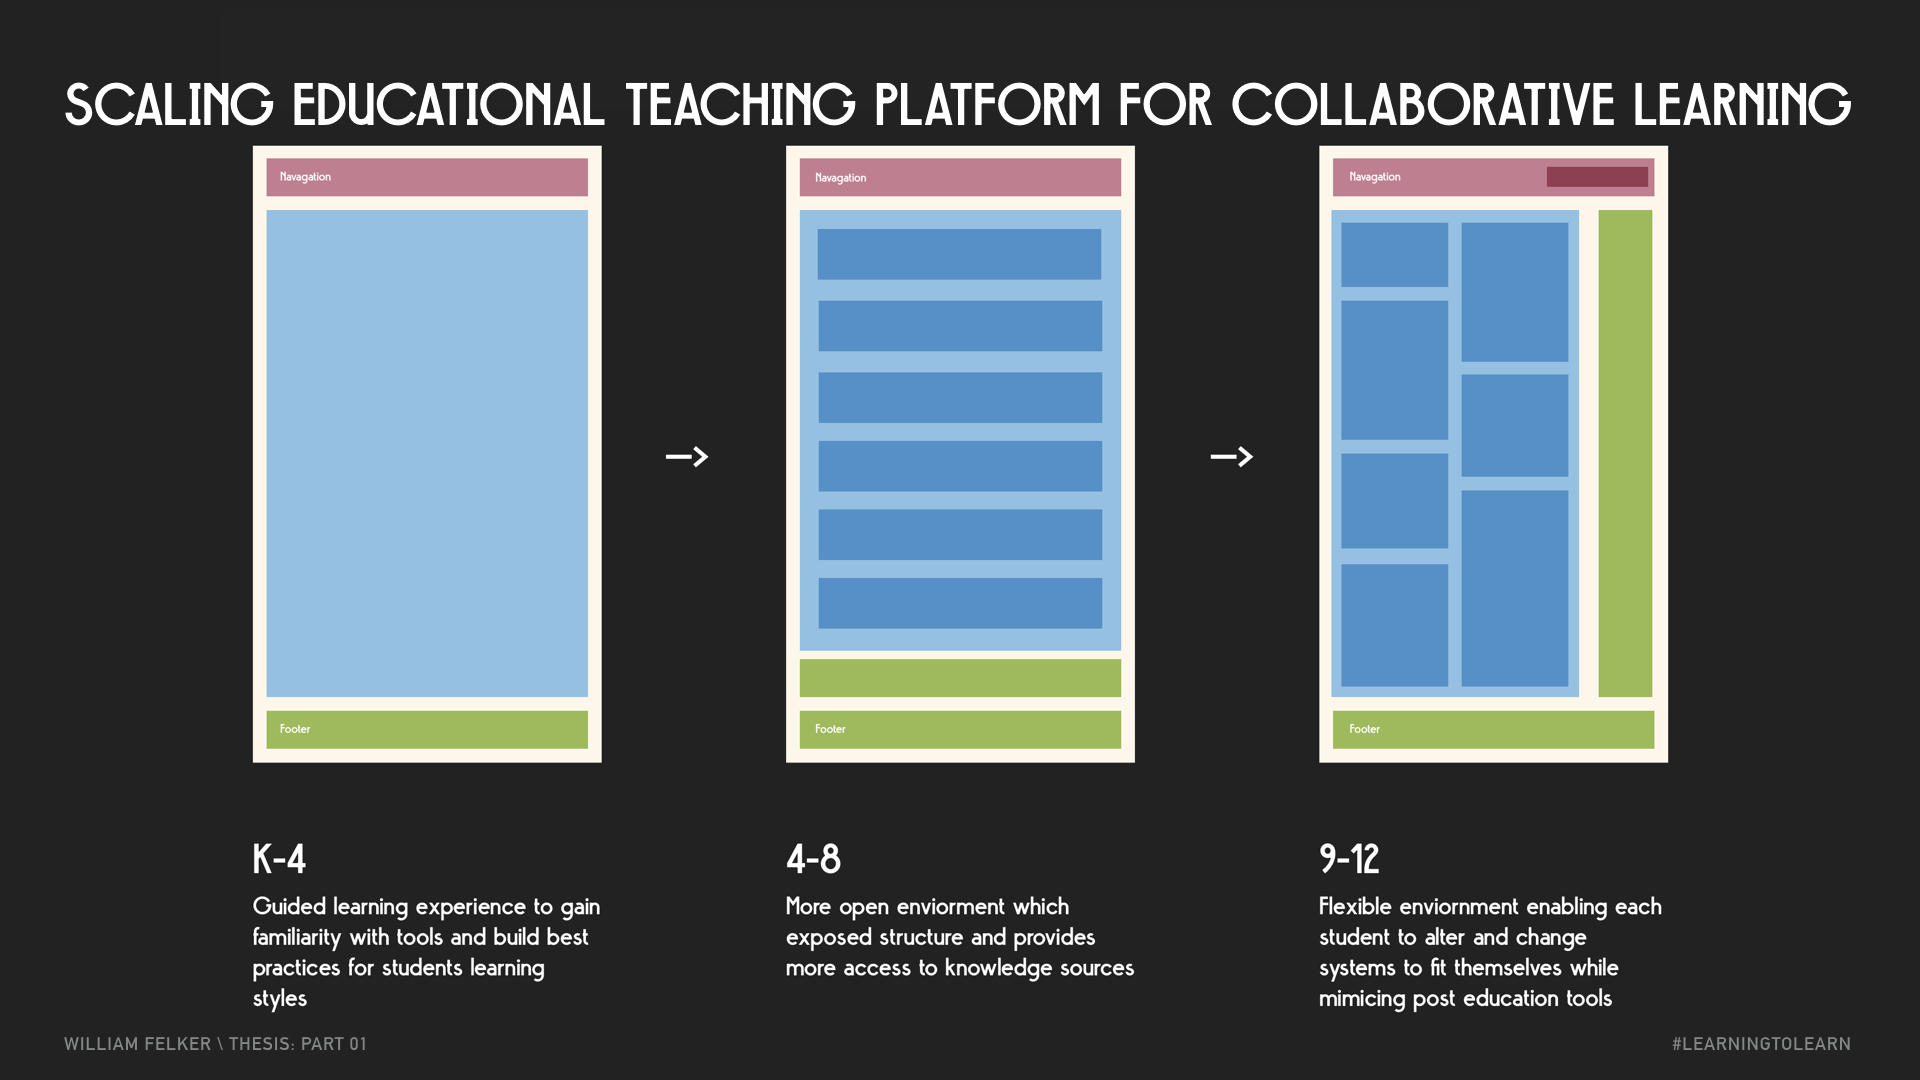 SCALING EDUCATIONAL TEACHING PLATFORM FOR COLLABORATIVE LEARNING
Navagation
Footer
Navagation
Footer
Navagation
Footer
K-4
Guided learning experience to gain
familiarity with tools and build best
practices for students learning
styles
4-8
More open enviorment which
exposed structure and provides
more access to knowledge sources
9-12
Flexible enviornment enabling each
student to alter and change
systems to fit themselves while
mimicing post education tools
WILLIAM FELKER \ THESIS: PART 01
#LEARNINGTOLEARN